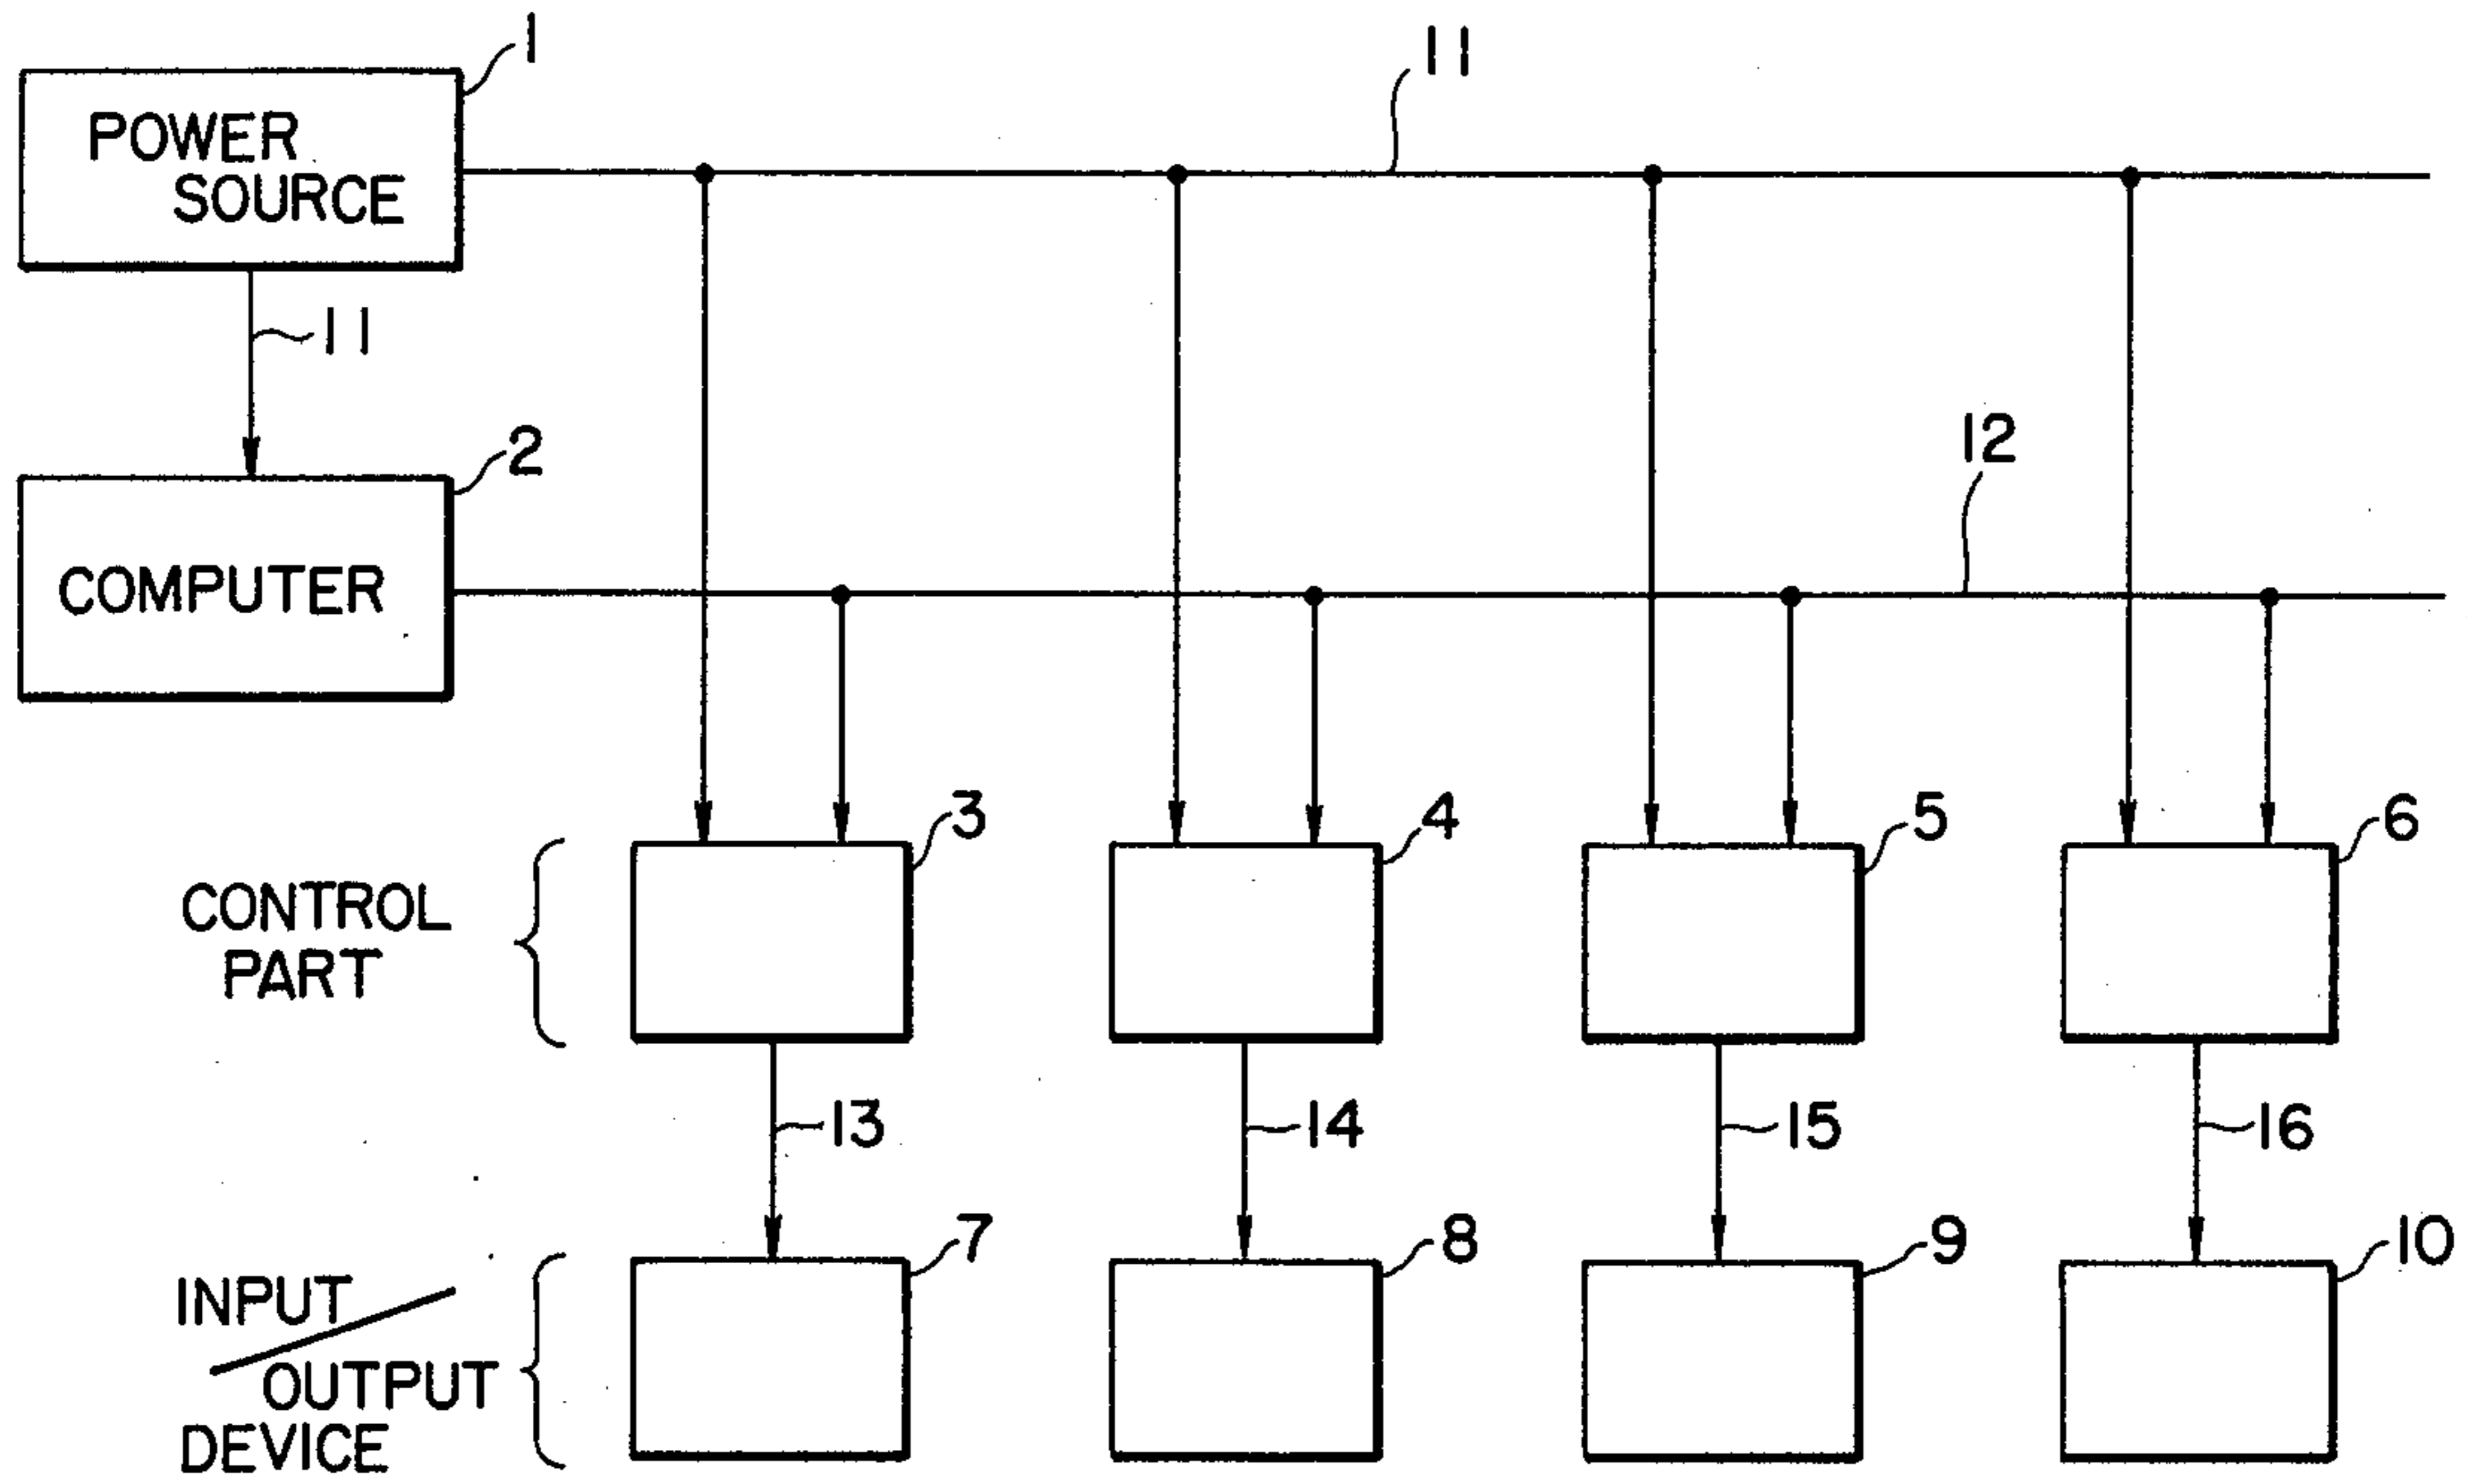 1
11
POWER
SOURCE
11
2
12
COMPUTER
3
4
5
6
CONTROL
PART
13
14
15
16
7
8
9
10
INPUT
/OUTPUT
DEVICE